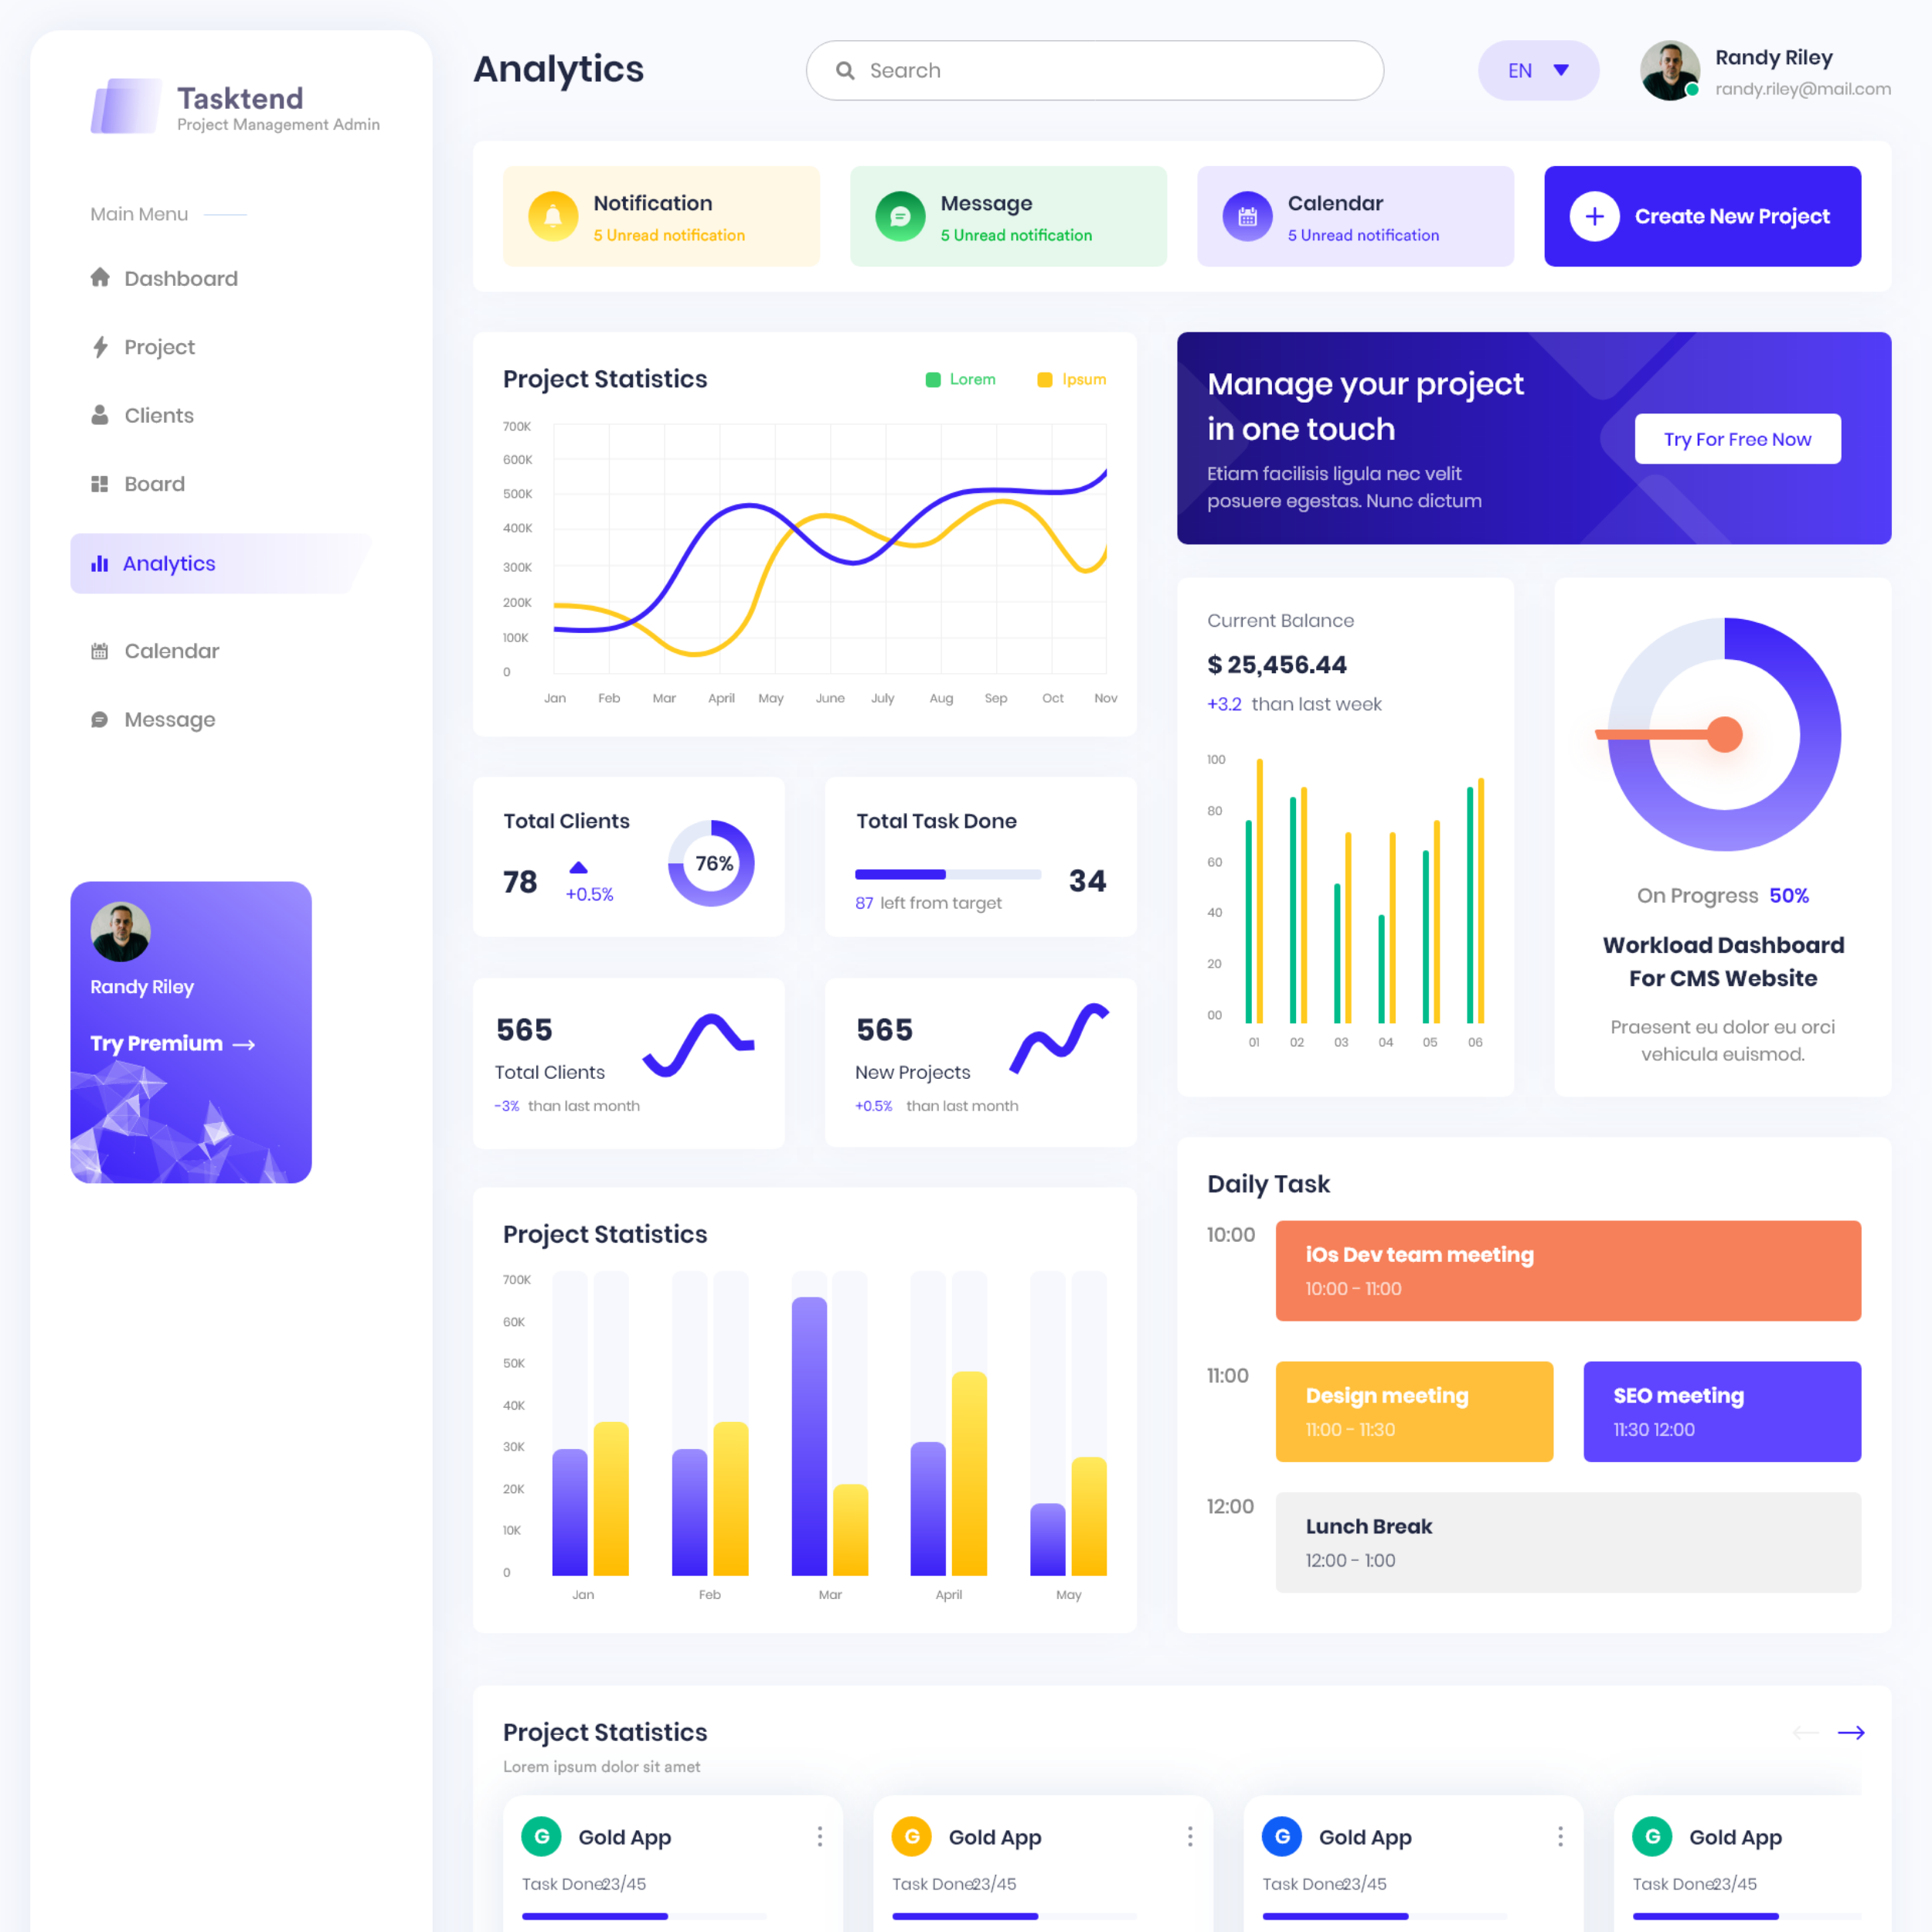 Tasktend
Project Management Admin
Main Menu
Dashboard
Project
Clients
Board
Analytics
Calendar
Message
Randy Riley
Try Premium
Analytics
Search
EN
Randy Riley
randy.riley@mail.com
Notification
5 Unread notification
Message
5 Unread notification
Calendar
5 Unread notification
Create New Project
Project Statistics
Lorem
Ipsum
700K
600K
500K
400K
300K
200K
100K
0
Jan Feb Mar April May June July Aug Sep Oct Nov
Manage your project
in one touch
Etiam facilisis ligula nec velit
posuere egestas. Nunc dictum
Try For Free Now
Total Clients
78
+0.5%
76%
Total Task Done
87 left from target
34
565
Total Clients
-3% than last month
565
New Projects
+0.5% than last month
Current Balance
$ 25,456.44
+3.2 than last week
100
80
60
40
20
00
01 02 03 04 05 06
On Progress 50%
Workload Dashboard
For CMS Website
Praesent eu dolor eu orci
vehicula euismod.
Project Statistics
700K
60K
50K
40K
30K
20K
10K
0
Jan Feb Mar April May
Daily Task
10:00
iOs Dev team meeting
10:00 - 11:00
11:00
Design meeting
11:00 - 11:30
SEO meeting
11:30 12:00
12:00
Lunch Break
12:00 - 1:00
Project Statistics
Lorem ipsum dolor sit amet
G Gold App
Task Done:23/45
G Gold App
Task Done:23/45
G Gold App
Task Done:23/45
G Gold App
Task Done:23/45